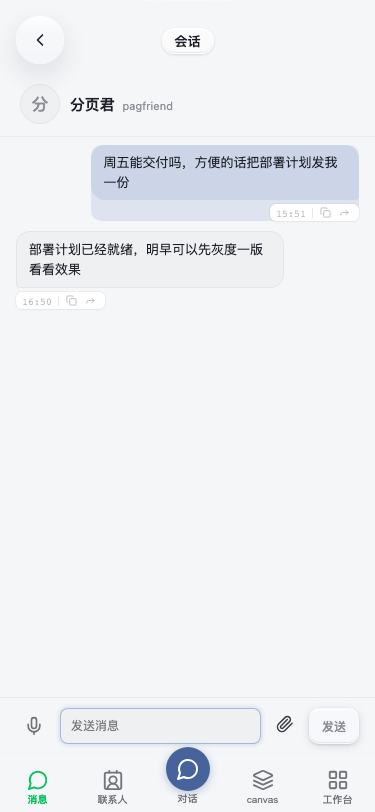 会话
分
分页君 pagfriend
周五能交付吗，方便的话把部署计划发我
一份
15:51
部署计划已经就绪，明早可以先灰度一版
看看效果
16:50
发送消息
发送
消息
联系人
对话
canvas
工作台